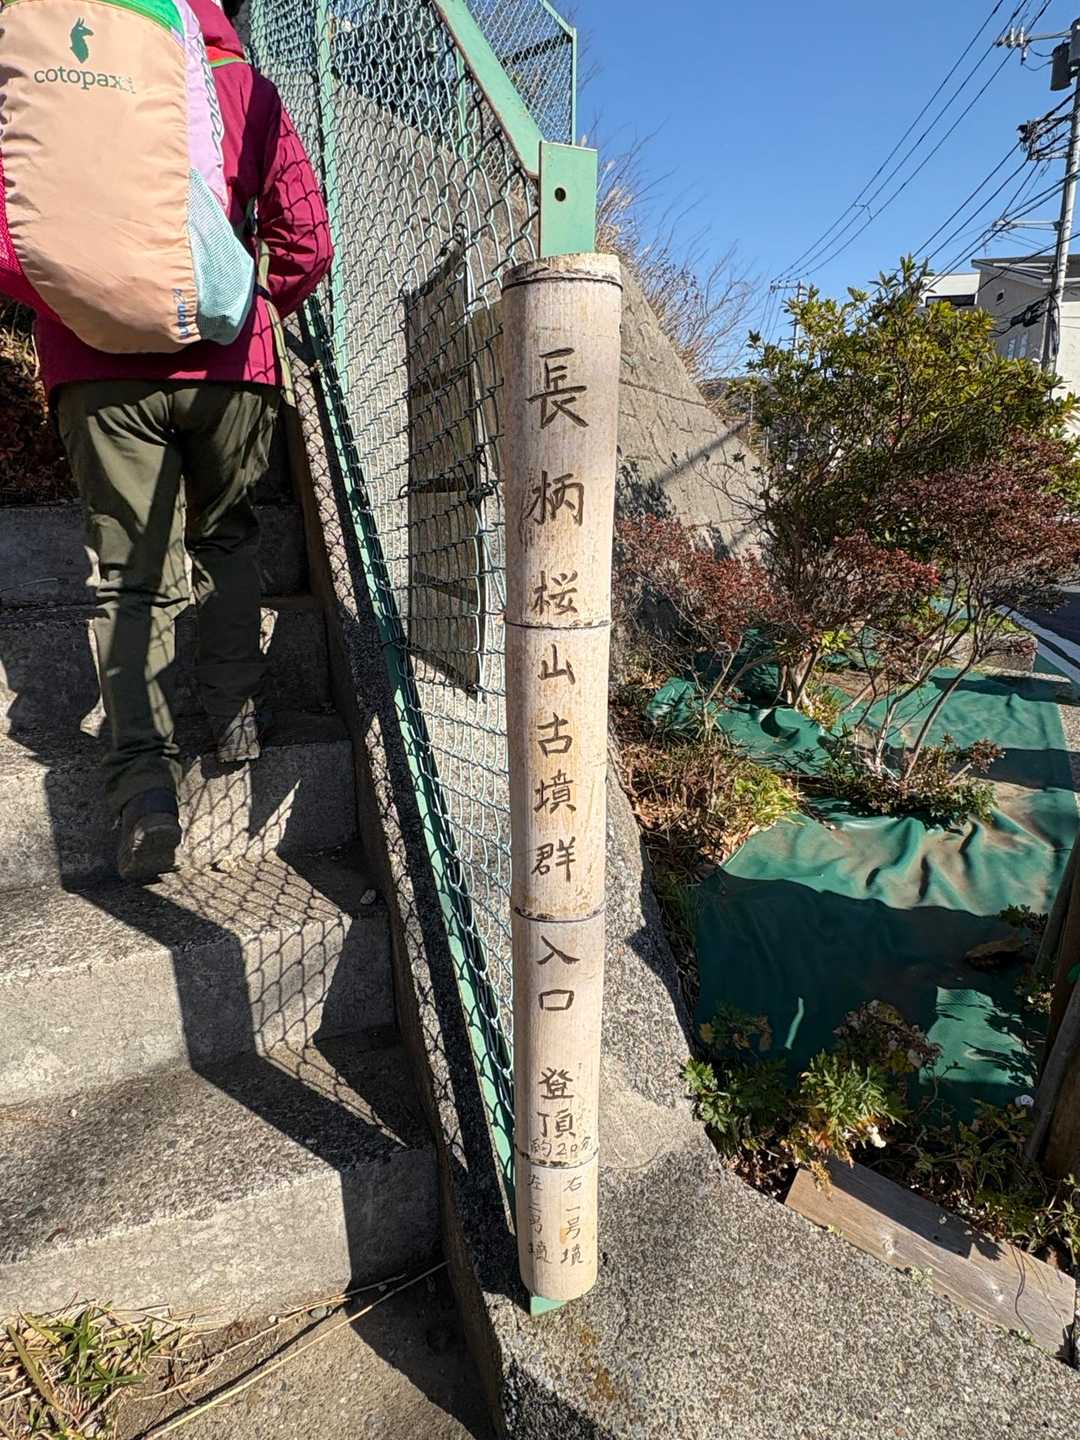 cotopaxi
長柄桜山古墳群入口 登頂
約20分
右一号墳
左二号墳